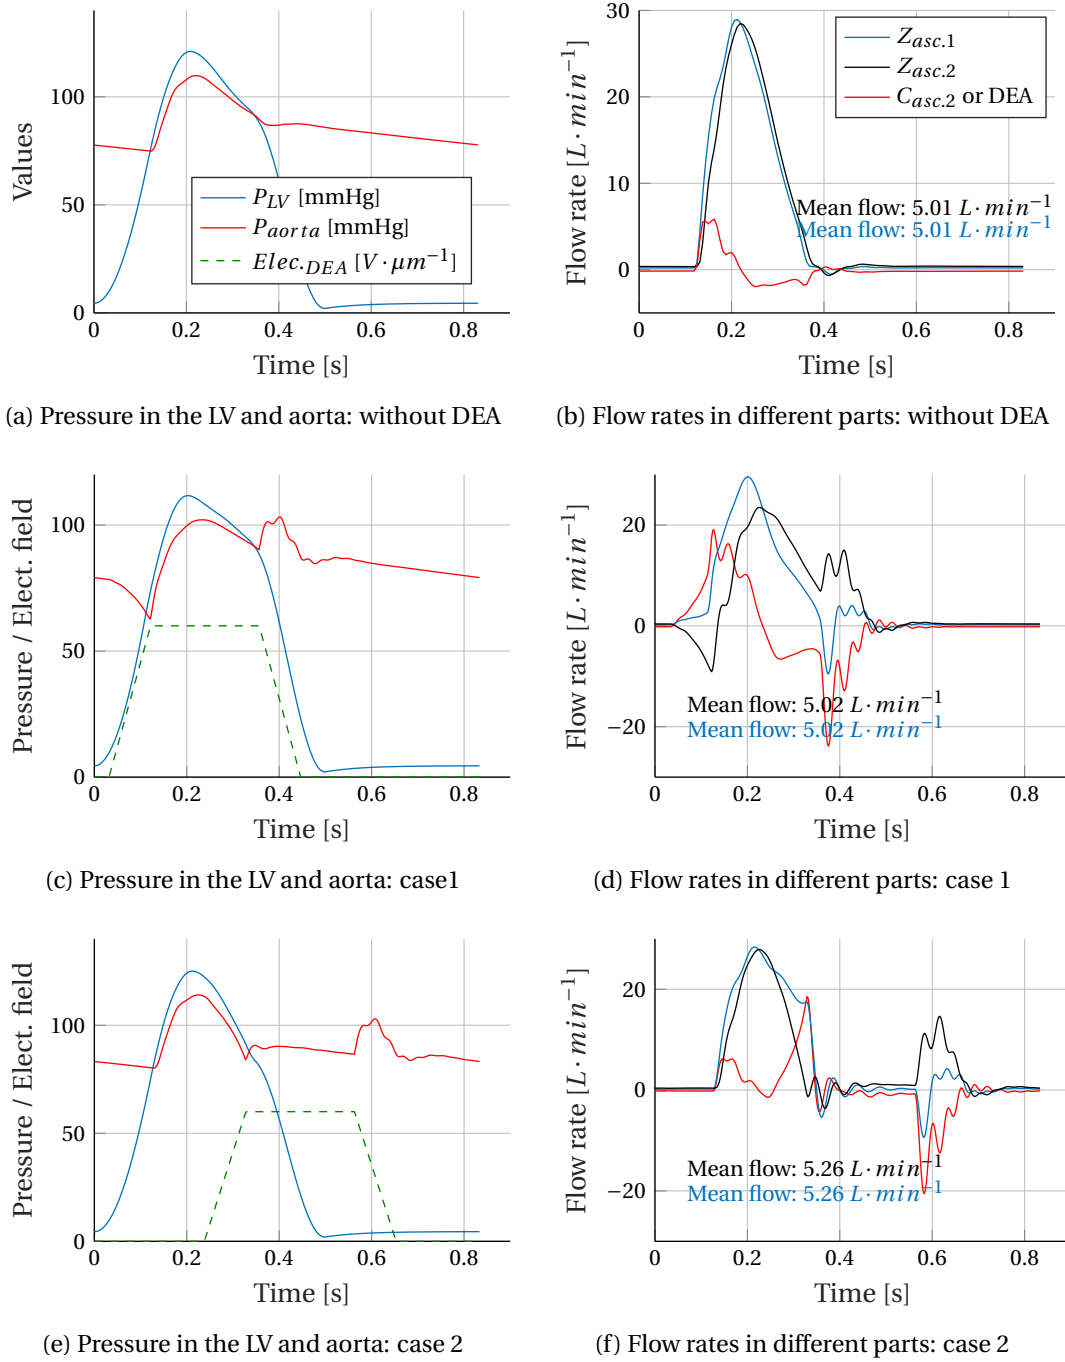 Values
100
50
0
P_LV [mmHg]
P_aorta [mmHg]
Elec._DEA [V · µm⁻¹]
0 0.2 0.4 0.6 0.8
Time [s]
(a) Pressure in the LV and aorta: without DEA
Flow rate [L · min⁻¹]
30
20
10
0
Z_asc.1
Z_asc.2
C_asc.2 or DEA
Mean flow: 5.01 L · min⁻¹
Mean flow: 5.01 L · min⁻¹
0 0.2 0.4 0.6 0.8
Time [s]
(b) Flow rates in different parts: without DEA
Pressure / Elect. field
100
50
0
0 0.2 0.4 0.6 0.8
Time [s]
(c) Pressure in the LV and aorta: case1
Flow rate [L · min⁻¹]
20
0
−20
Mean flow: 5.02 L · min⁻¹
Mean flow: 5.02 L · min⁻¹
0 0.2 0.4 0.6 0.8
Time [s]
(d) Flow rates in different parts: case 1
Pressure / Elect. field
100
50
0
0 0.2 0.4 0.6 0.8
Time [s]
(e) Pressure in the LV and aorta: case 2
Flow rate [L · min⁻¹]
20
0
−20
Mean flow: 5.26 L · min⁻¹
Mean flow: 5.26 L · min⁻¹
0 0.2 0.4 0.6 0.8
Time [s]
(f) Flow rates in different parts: case 2